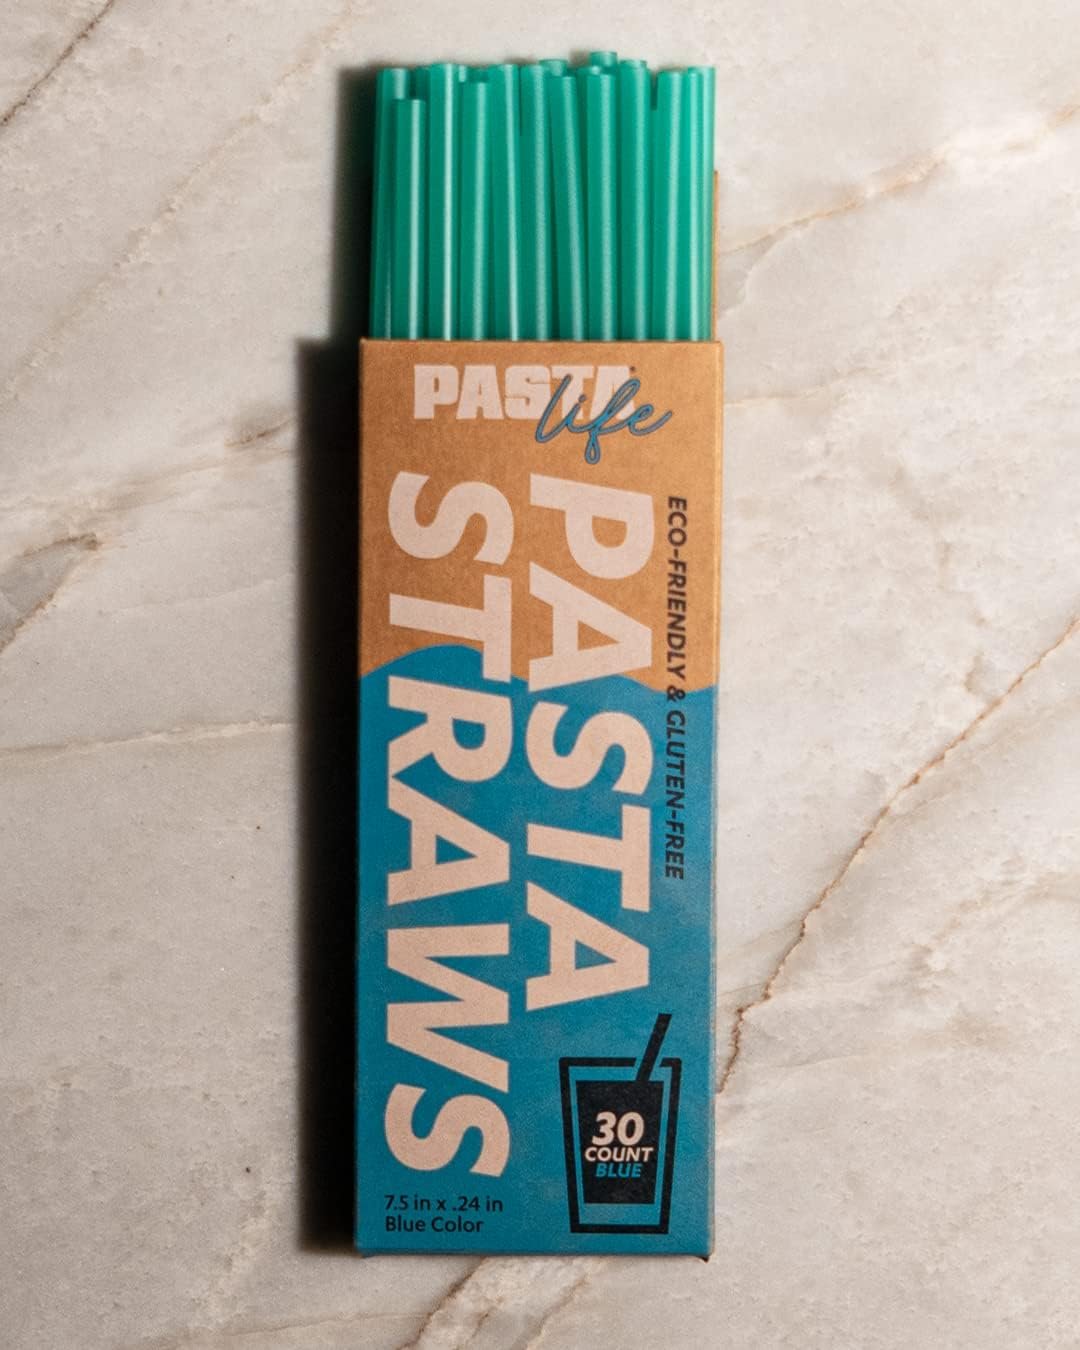 PASTA
life
PASTA
STRAWS
ECO-FRIENDLY & GLUTEN-FREE
30
COUNT
BLUE
7.5 in x .24 in
Blue Color